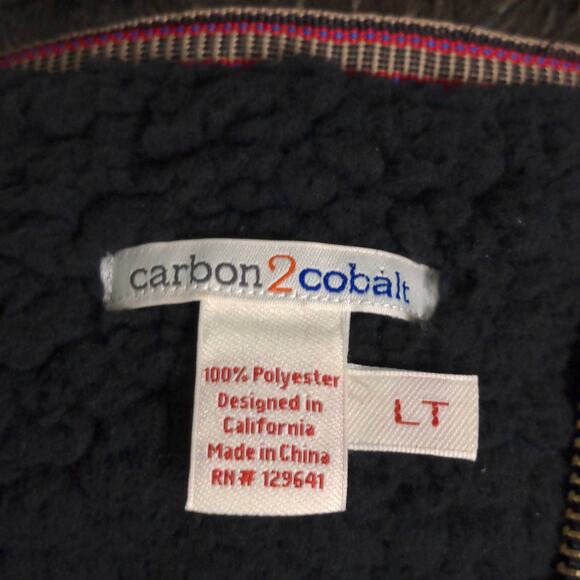 carbon2cobalt
100% Polyester
Designed in
California
Made in China
RN# 129641
LT